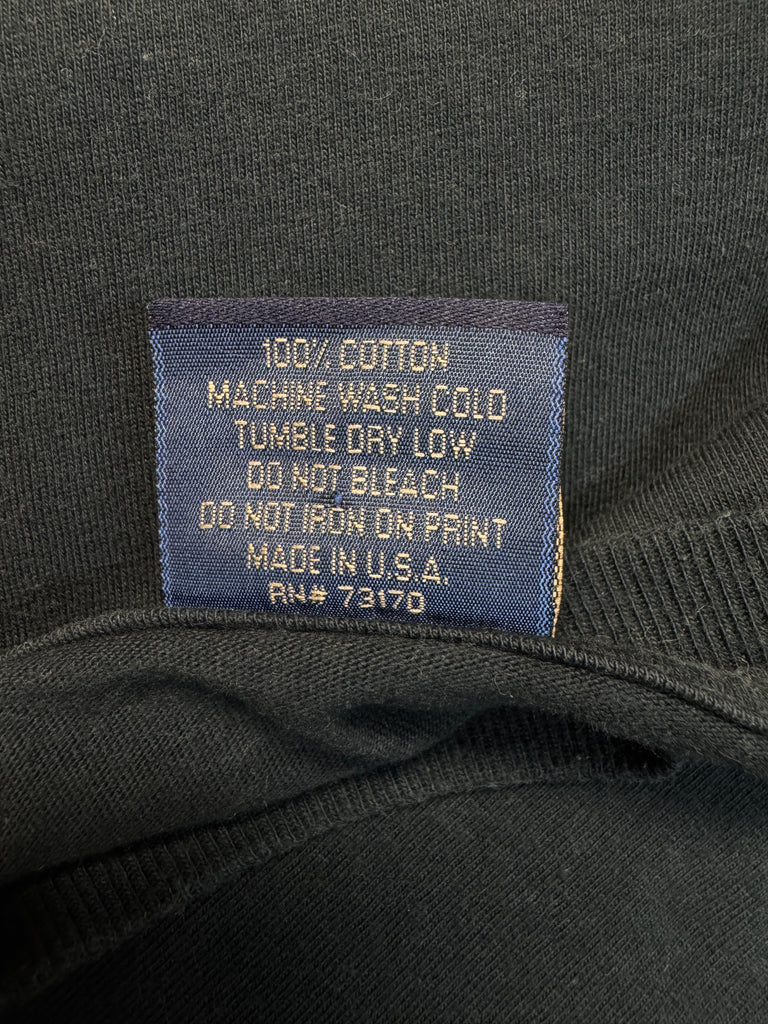 100% COTTON
MACHINE WASH COLD
TUMBLE DRY LOW
DO NOT BLEACH
DO NOT IRON ON PRINT
MADE IN U.S.A.
RN# 73170